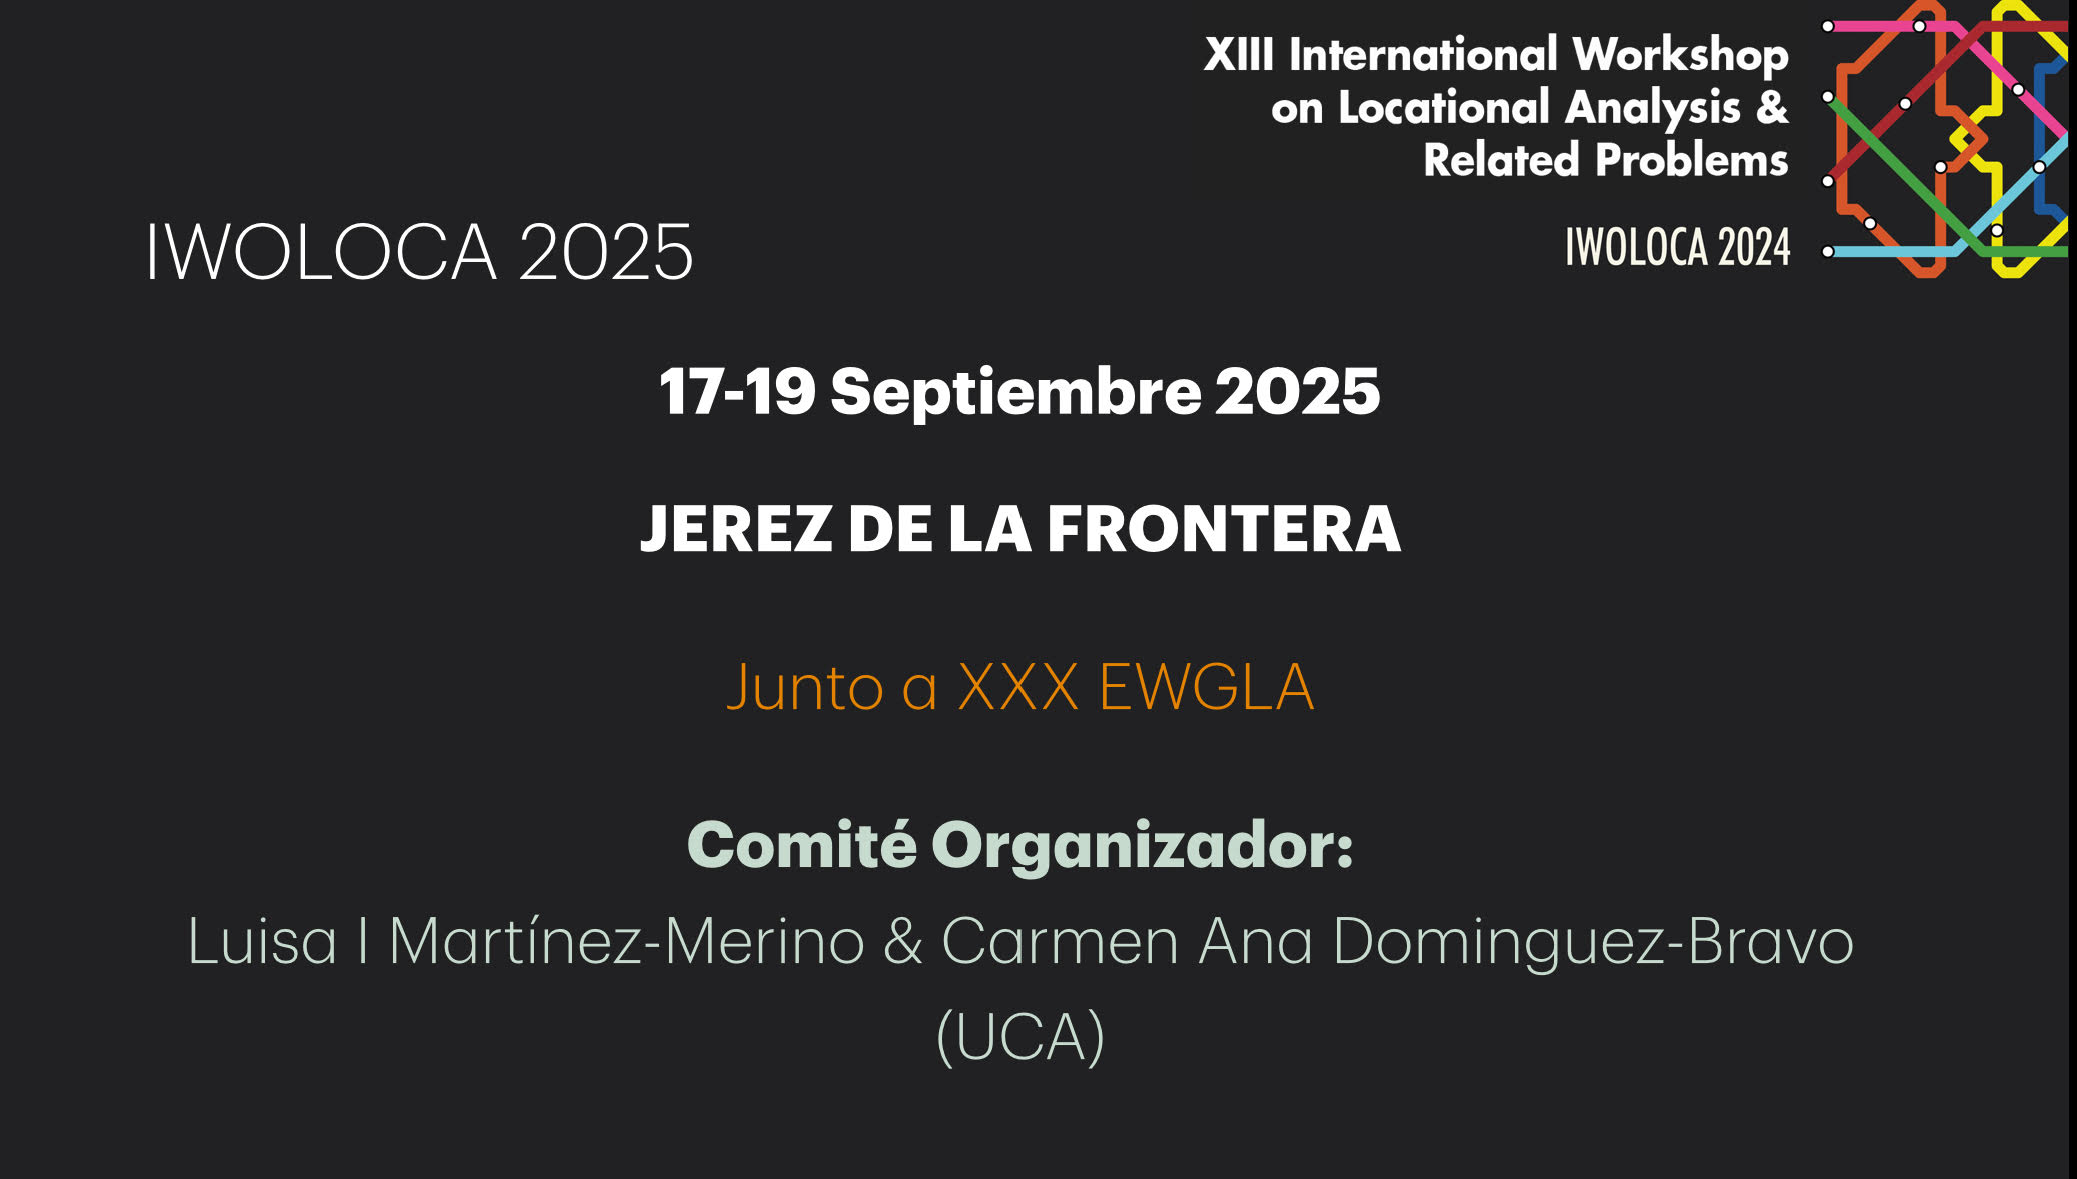 XIII International Workshop
on Locational Analysis &
Related Problems
IWOLOCA 2024
IWOLOCA 2025
17-19 Septiembre 2025
JEREZ DE LA FRONTERA
Junto a XXX EWGLA
Comité Organizador:
Luisa I Martínez-Merino & Carmen Ana Dominguez-Bravo
(UCA)